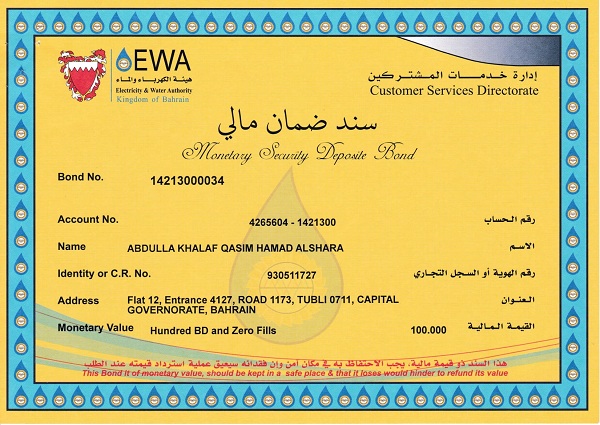 EWA
هيئة الكهرباء والماء
Electricity & Water Authority
Kingdom of Bahrain
إدارة خدمات المشتركين
Customer Services Directorate
سند ضمان مالي
Monetary Security Deposite Bond
Bond No. 14213000034
Account No. 4265604 - 1421300 رقم الحساب
Name ABDULLA KHALAF QASIM HAMAD ALSHARA الاسم
Identity or C.R. No. 930511727 رقم الهوية أو السجل التجاري
Address Flat 12, Entrance 4127, ROAD 1173, TUBLI 0711, CAPITAL العنوان
GOVERNORATE, BAHRAIN
Monetary Value Hundred BD and Zero Fills 100.000 القيمة المالية
هذا السند ذو قيمة مالية، يجب الاحتفاظ به في مكان آمن وإن فقدانه سيعيق عملية استرداد قيمته عند الطلب
This Bond it of monetary value, should be kept in a safe place & that it loses would hinder to refund its value